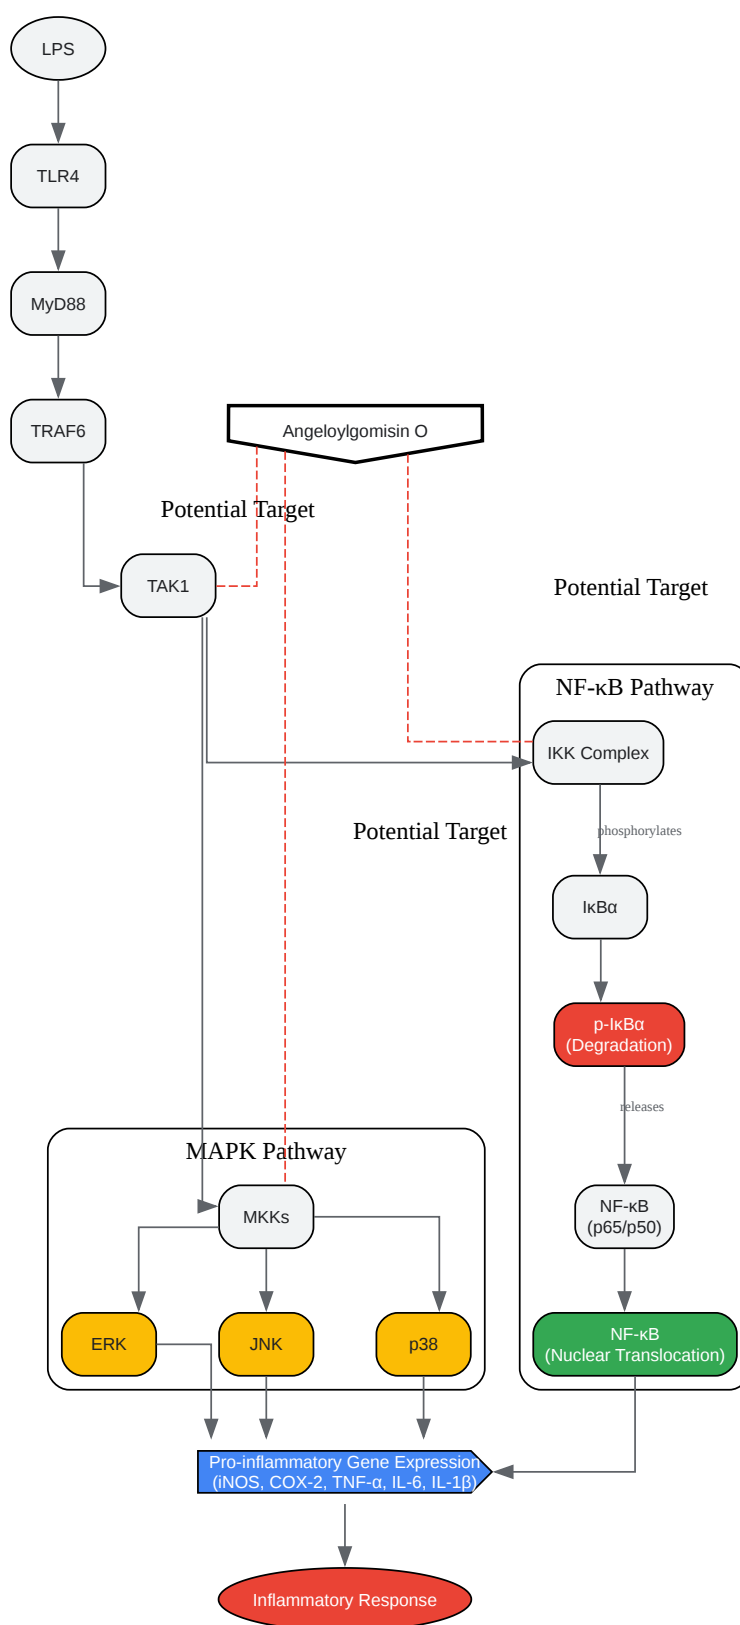 LPS
TLR4
MyD88
TRAF6
Angeloylgomisin O
Potential Target
TAK1
Potential Target
NF-κB Pathway
IKK Complex
Potential Target
phosphorylates
IκBα
p-IκBα
(Degradation)
releases
MAPK Pathway
MKKs
NF-κB
(p65/p50)
ERK
JNK
p38
NF-κB
(Nuclear Translocation)
Pro-inflammatory Gene Expression
(iNOS, COX-2, TNF-α, IL-6, IL-1β)
Inflammatory Response